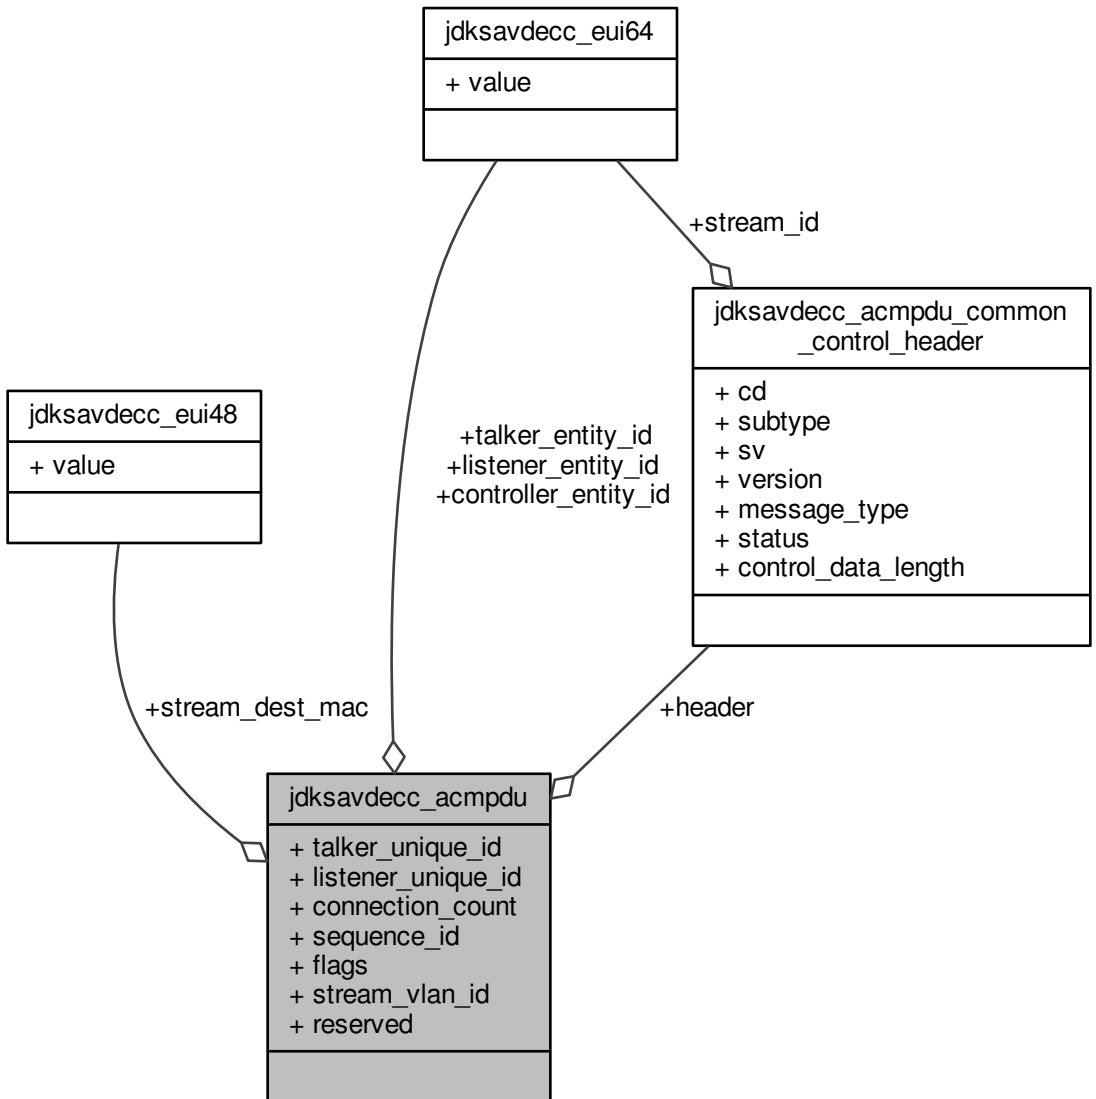 jdksavdecc_eui64
+ value
+stream_id
jdksavdecc_acmpdu_common
_control_header
+ cd
+ subtype
+ sv
+ version
+ message_type
+ status
+ control_data_length
jdksavdecc_eui48
+ value
+talker_entity_id
+listener_entity_id
+controller_entity_id
+stream_dest_mac
+header
jdksavdecc_acmpdu
+ talker_unique_id
+ listener_unique_id
+ connection_count
+ sequence_id
+ flags
+ stream_vlan_id
+ reserved